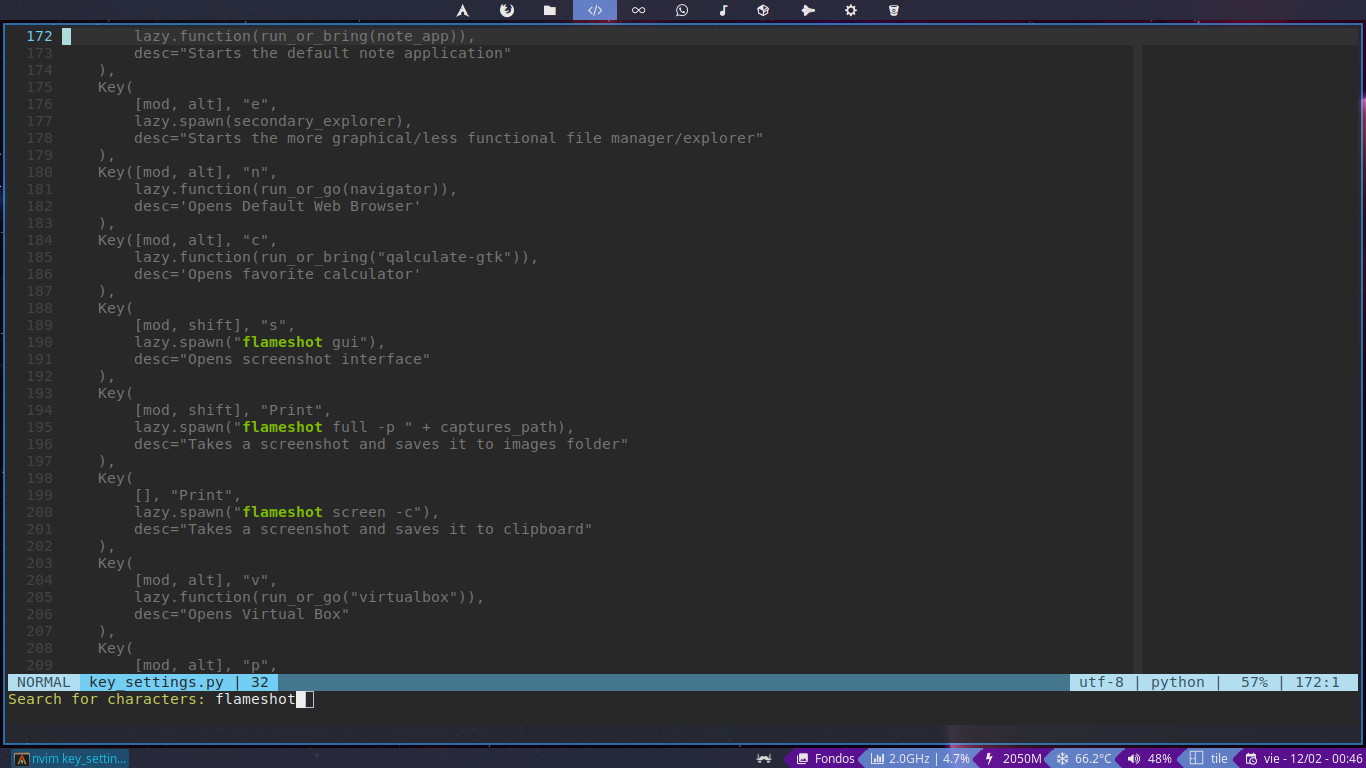 172 lazy.function(run_or_bring(note_app)),
173 desc="Starts the default note application"
174 ),
175 Key(
176 [mod, alt], "e",
177 lazy.spawn(secondary_explorer),
178 desc="Starts the more graphical/less functional file manager/explorer"
179 ),
180 Key([mod, alt], "n",
181 lazy.function(run_or_go(navigator)),
182 desc='Opens Default Web Browser'
183 ),
184 Key([mod, alt], "c",
185 lazy.function(run_or_bring("qalculate-gtk")),
186 desc='Opens favorite calculator'
187 ),
188 Key(
189 [mod, shift], "s",
190 lazy.spawn("flameshot gui"),
191 desc="Opens screenshot interface"
192 ),
193 Key(
194 [mod, shift], "Print",
195 lazy.spawn("flameshot full -p " + captures_path),
196 desc="Takes a screenshot and saves it to images folder"
197 ),
198 Key(
199 [], "Print",
200 lazy.spawn("flameshot screen -c"),
201 desc="Takes a screenshot and saves it to clipboard"
202 ),
203 Key(
204 [mod, alt], "v",
205 lazy.function(run_or_go("virtualbox")),
206 desc="Opens Virtual Box"
207 ),
208 Key(
209 [mod, alt], "p",
NORMAL key_settings.py | 32 utf-8 | python | 57% | 172:1
Search for characters: flameshot
nvim key_settin... Fondos 2.0GHz | 4.7% 2050M 66.2°C 48% tile vie - 12/02 - 00:46